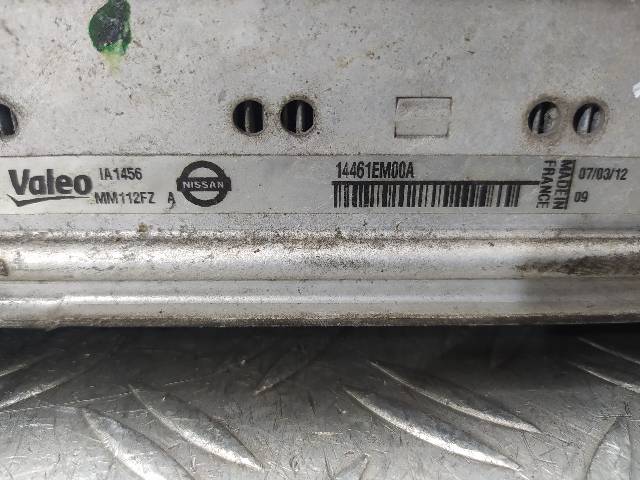 Valeo IA1456
MM112FZ A
NISSAN
14461EM00A
MADE IN
FRANCE
07/03/12
09